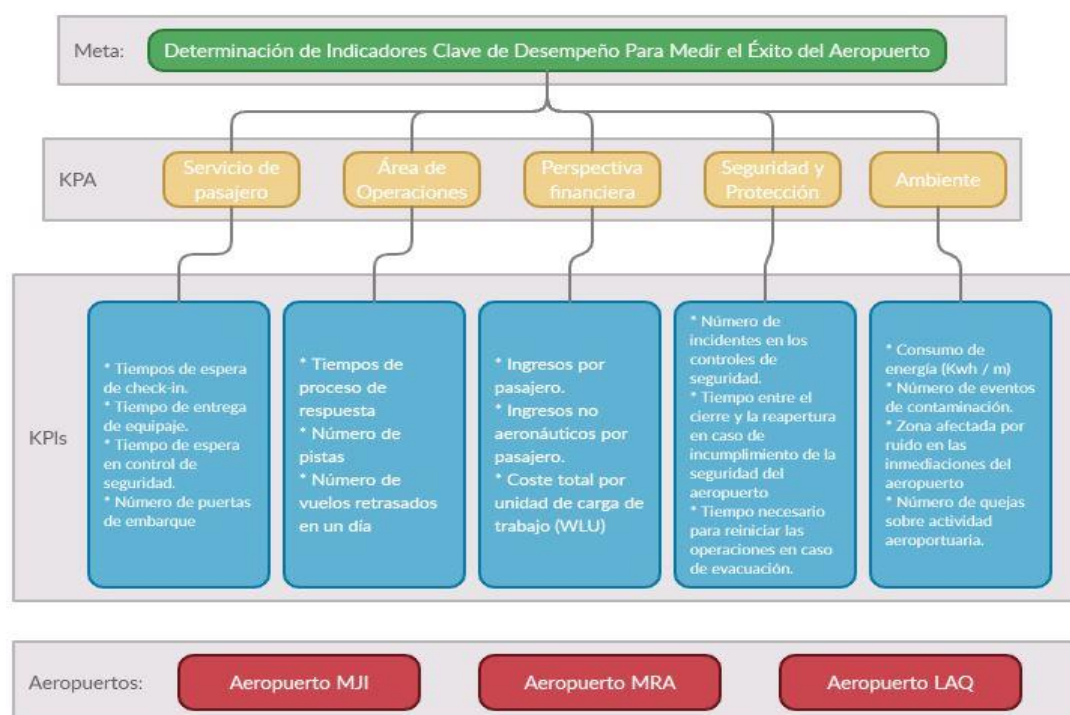 Meta:
Determinación de Indicadores Clave de Desempeño Para Medir el Éxito del Aeropuerto
KPA
Servicio de
pasajero
Área de
Operaciones
Perspectiva
financiera
Seguridad y
Protección
Ambiente
KPIs
* Tiempos de espera
de check-in.
* Tiempo de entrega
de equipaje.
* Tiempo de espera
en control de
seguridad.
* Número de puertas
de embarque
* Tiempos de
proceso de
respuesta
* Número de
pistas
* Número de
vuelos retrasados
en un día
* Ingresos por
pasajero.
* Ingresos no
aeronáuticos por
pasajero.
* Coste total por
unidad de carga de
trabajo (WLU)
* Número de
incidentes en los
controles de
seguridad.
* Tiempo entre el
cierre y la reapertura
en caso de
incumplimiento de la
seguridad del
aeropuerto
* Tiempo necesario
para reiniciar las
operaciones en caso
de evacuación.
* Consumo de
energía (Kwh / m)
* Número de eventos
de contaminación.
* Zona afectada por
ruido en las
inmediaciones del
aeropuerto
* Número de quejas
sobre actividad
aeroportuaria.
Aeropuertos:
Aeropuerto MJI
Aeropuerto MRA
Aeropuerto LAQ